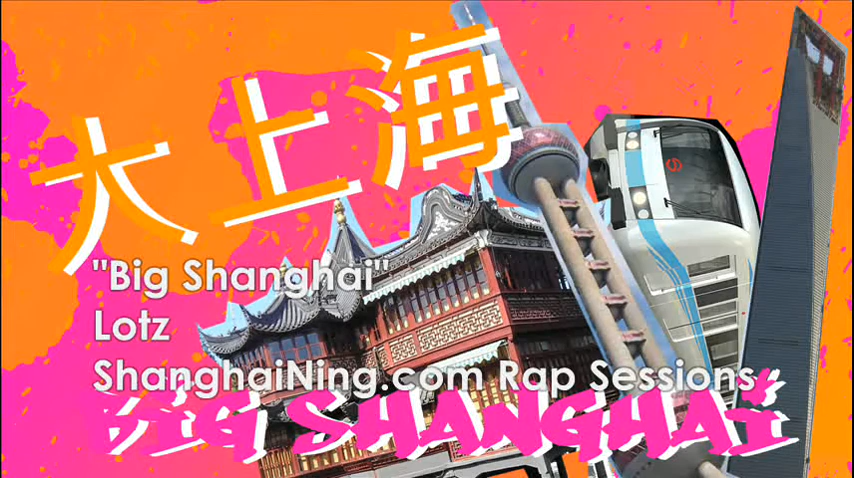 大上海
"Big Shanghai"
Lotz
ShanghaiNing.com Rap Sessions
BIG SHANGHAI